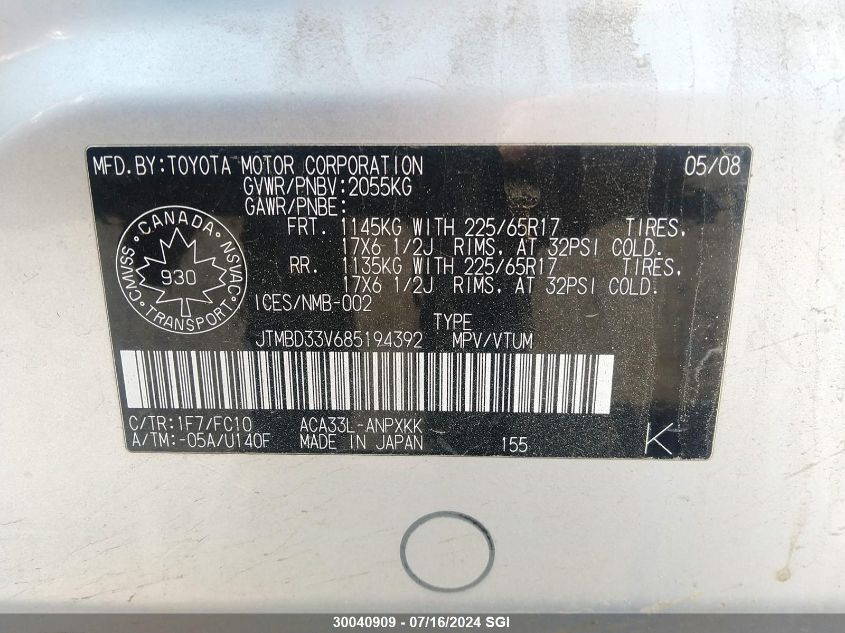 MFD.BY:TOYOTA MOTOR CORPORATION 05/08
GVWR/PNBV:2055KG
GAWR/PNBE:
FRT. 1145KG WITH 225/65R17 TIRES,
17X6 1/2J RIMS, AT 32PSI COLD.
RR. 1135KG WITH 225/65R17 TIRES,
17X6 1/2J RIMS, AT 32PSI COLD.
CANADA
CMVSS 930 NSVAC
TRANSPORT
ICES/NMB-002
TYPE
JTMBD33V685194392 MPV/VTUM
C/TR:1F7/FC10 ACA33L-ANPXKK
A/TM:-05A/U140F MADE IN JAPAN 155 K
30040909 - 07/16/2024 SGI